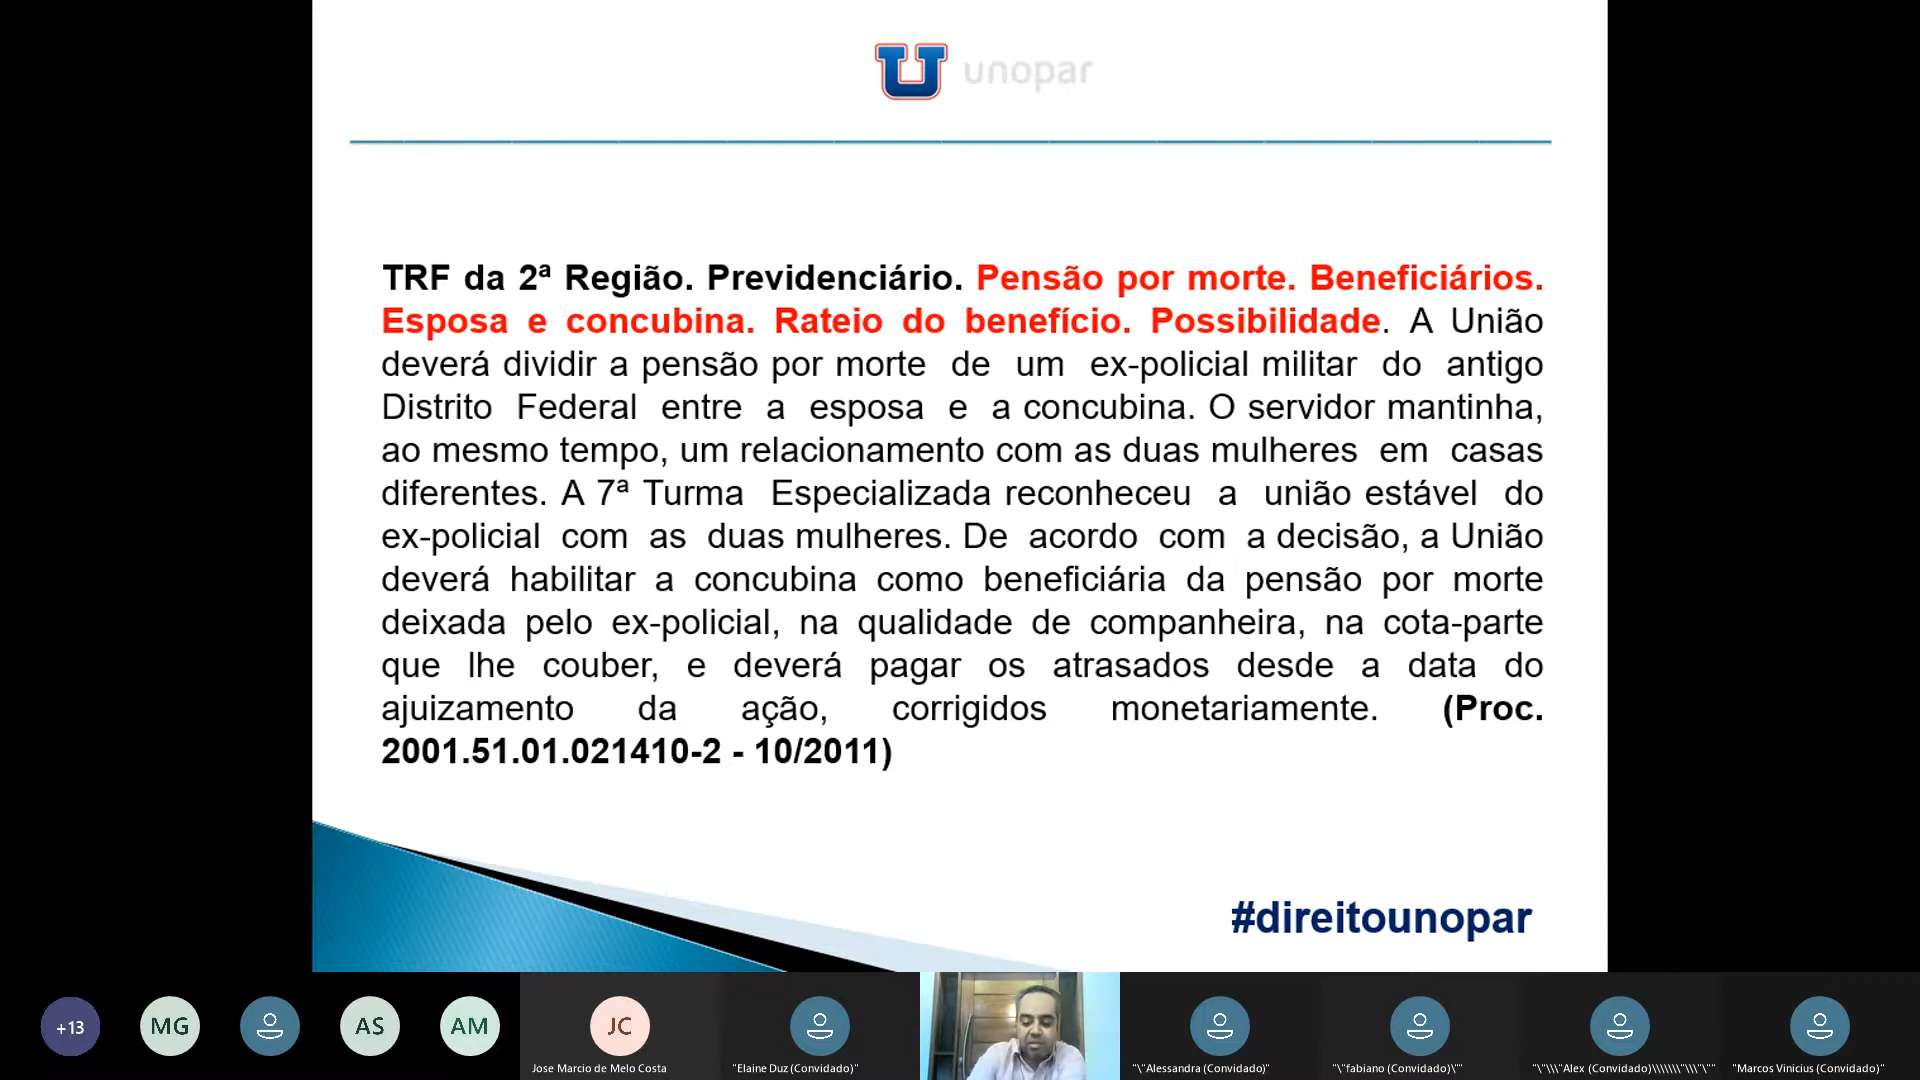 unopar
TRF da 2ª Região. Previdenciário. Pensão por morte. Beneficiários.
Esposa e concubina. Rateio do benefício. Possibilidade. A União
deverá dividir a pensão por morte de um ex-policial militar do antigo
Distrito Federal entre a esposa e a concubina. O servidor mantinha,
ao mesmo tempo, um relacionamento com as duas mulheres em casas
diferentes. A 7ª Turma Especializada reconheceu a união estável do
ex-policial com as duas mulheres. De acordo com a decisão, a União
deverá habilitar a concubina como beneficiária da pensão por morte
deixada pelo ex-policial, na qualidade de companheira, na cota-parte
que lhe couber, e deverá pagar os atrasados desde a data do
ajuizamento da ação, corrigidos monetariamente. (Proc.
2001.51.01.021410-2 - 10/2011)
#direitounopar
+13
MG
AS
AM
JC
Jose Marcio de Melo Costa
"Elaine Duz (Convidado)"
"\"Alessandra (Convidado)"
"\"fabiano (Convidado)\""
"\"\\\"Alex (Convidado)\\\\\\\"\\\"\""
"Marcos Vinicius (Convidado)"